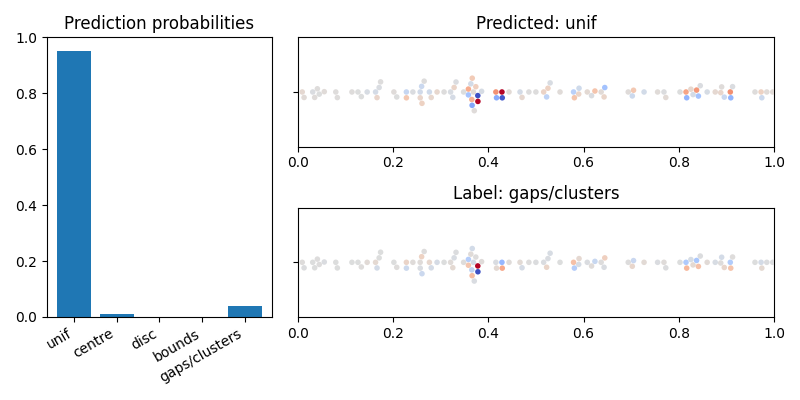 Prediction probabilities
1.0
0.8
0.6
0.4
0.2
0.0
unif
centre
disc
bounds
gaps/clusters
Predicted: unif
0.0 0.2 0.4 0.6 0.8 1.0
Label: gaps/clusters
0.0 0.2 0.4 0.6 0.8 1.0